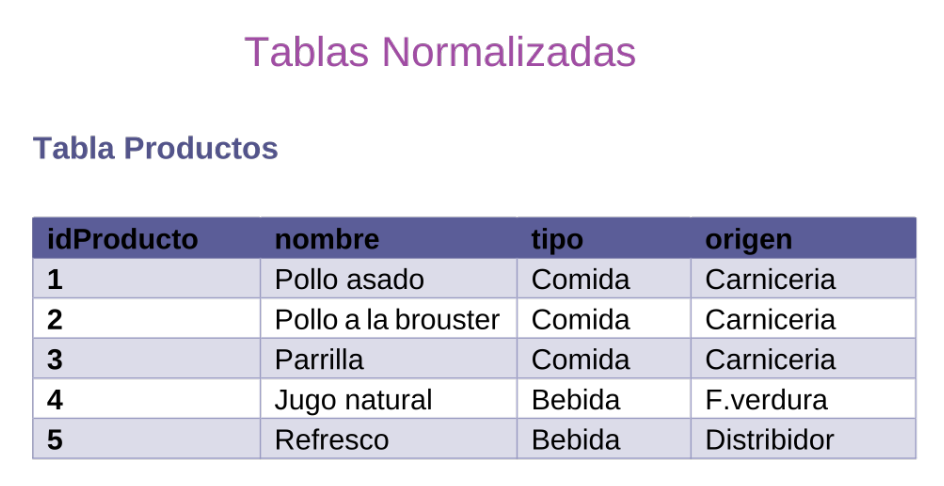 Tablas Normalizadas
Tabla Productos
idProducto nombre tipo origen
1 Pollo asado Comida Carniceria
2 Pollo a la brouster Comida Carniceria
3 Parrilla Comida Carniceria
4 Jugo natural Bebida F.verdura
5 Refresco Bebida Distribidor